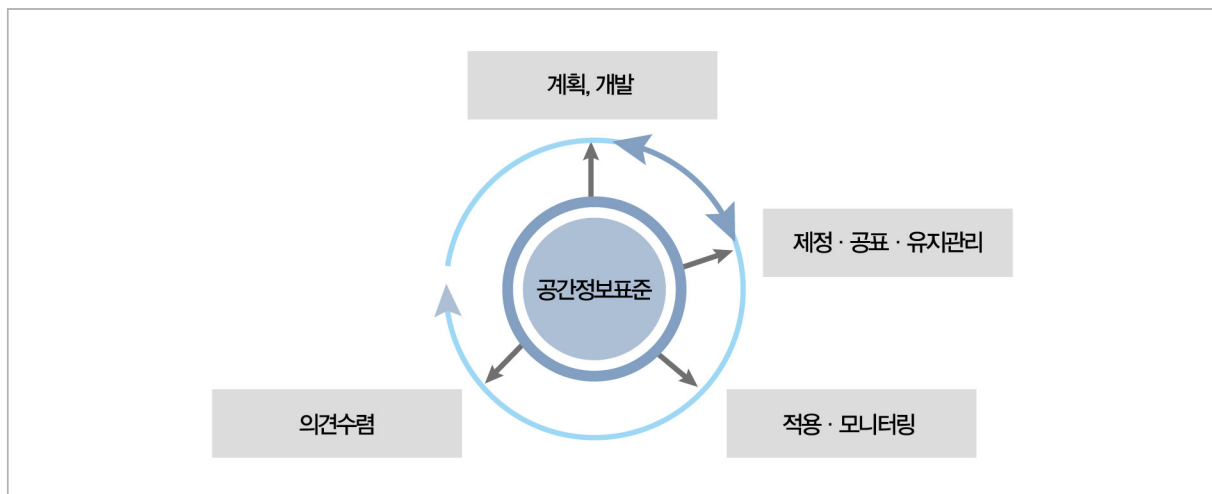 계획, 개발
제정 · 공표 · 유지관리
공간정보표준
의견수렴
적용 · 모니터링